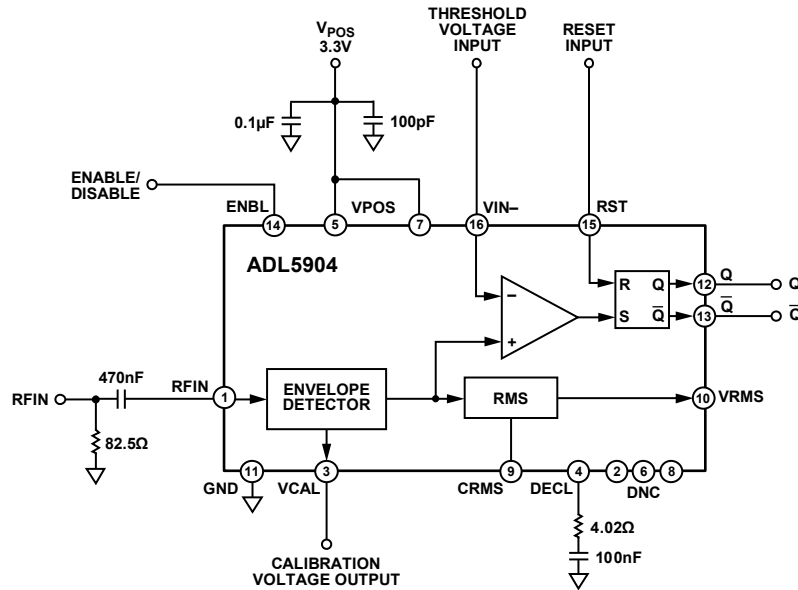 VPOS
3.3V
THRESHOLD
VOLTAGE
INPUT
RESET
INPUT
0.1µF
100pF
ENABLE/
DISABLE
ENBL
VPOS
VIN–
RST
14
5
7
16
15
ADL5904
–
+
R
Q
S
Q̅
12
Q
Q
13
Q̅
Q̅
RFIN
470nF
RFIN
1
82.5Ω
ENVELOPE
DETECTOR
RMS
10
VRMS
11
3
9
4
2
6
8
GND
VCAL
CRMS
DECL
DNC
4.02Ω
100nF
CALIBRATION
VOLTAGE OUTPUT